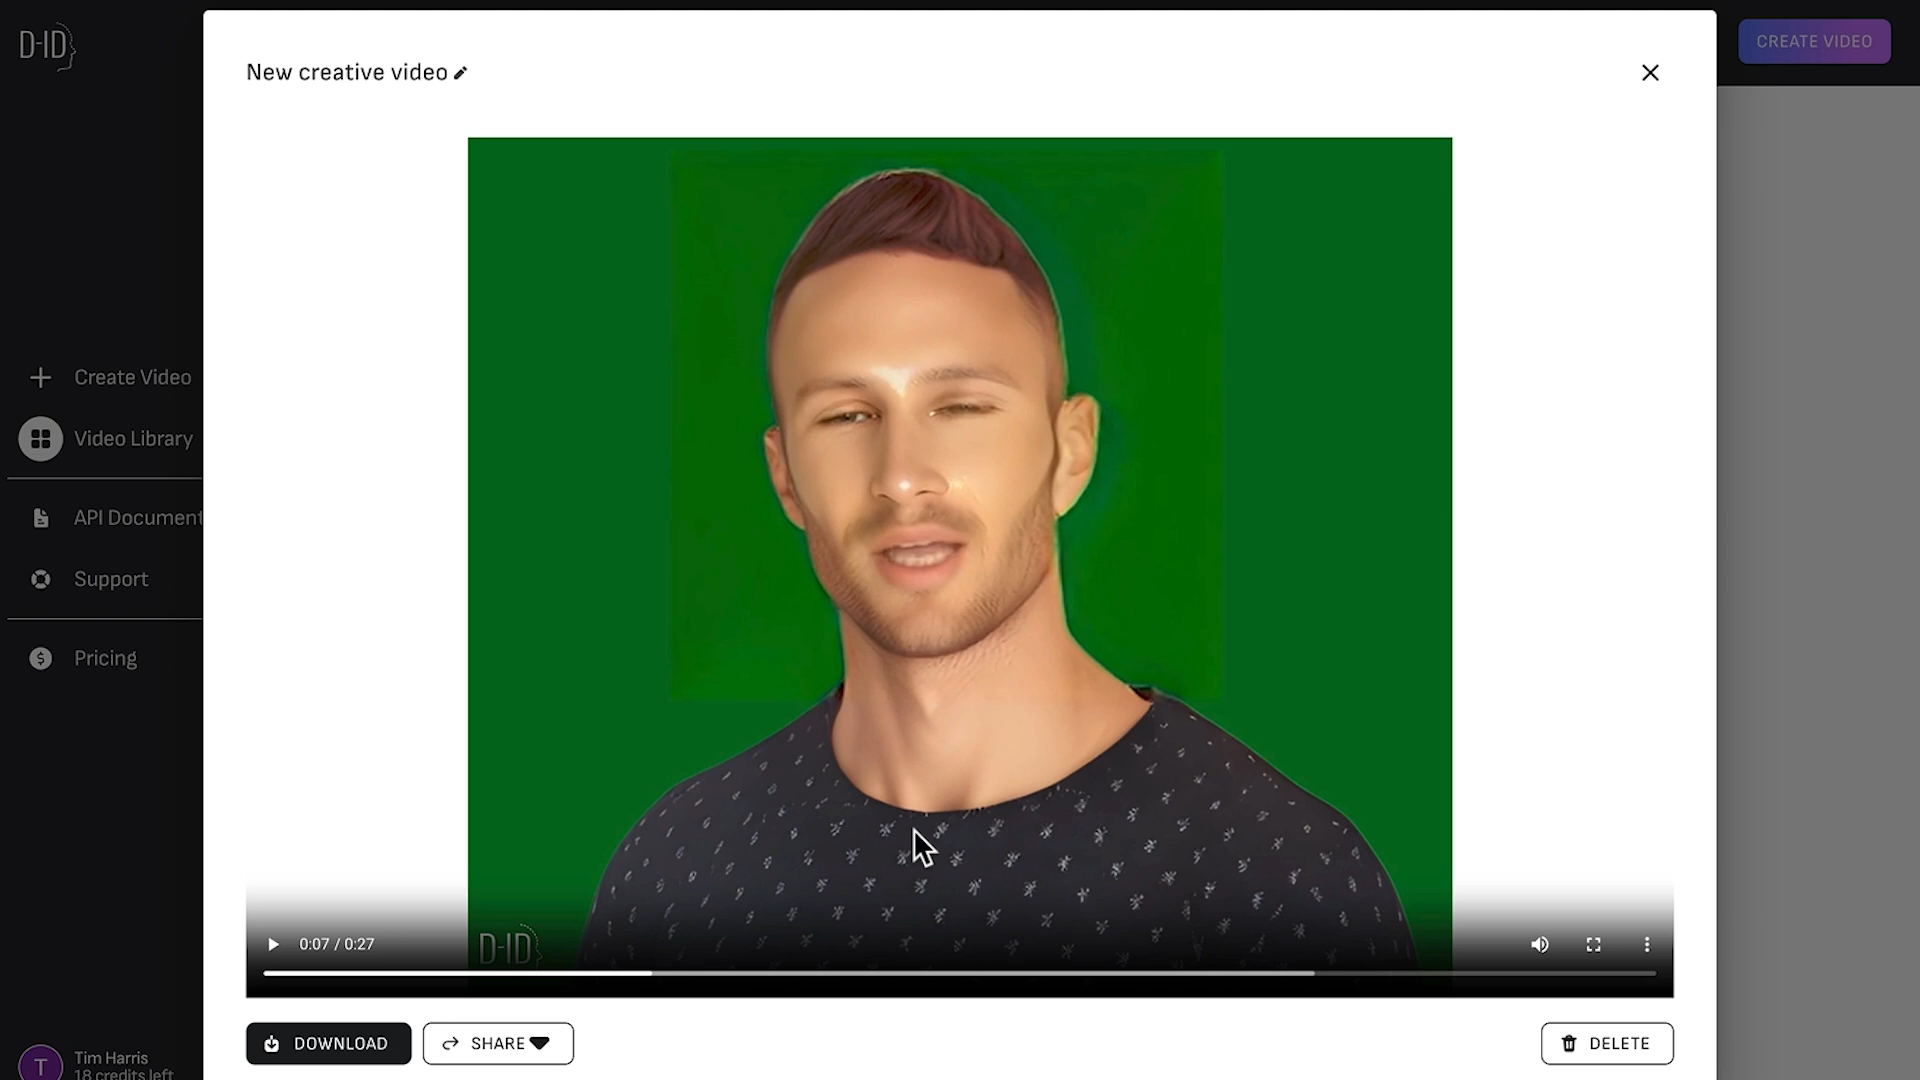 D-ID
CREATE VIDEO
New creative video
Create Video
Video Library
API Document
Support
Pricing
D-ID
0:07 / 0:27
DOWNLOAD
SHARE
DELETE
T
Tim Harris
18 credits left